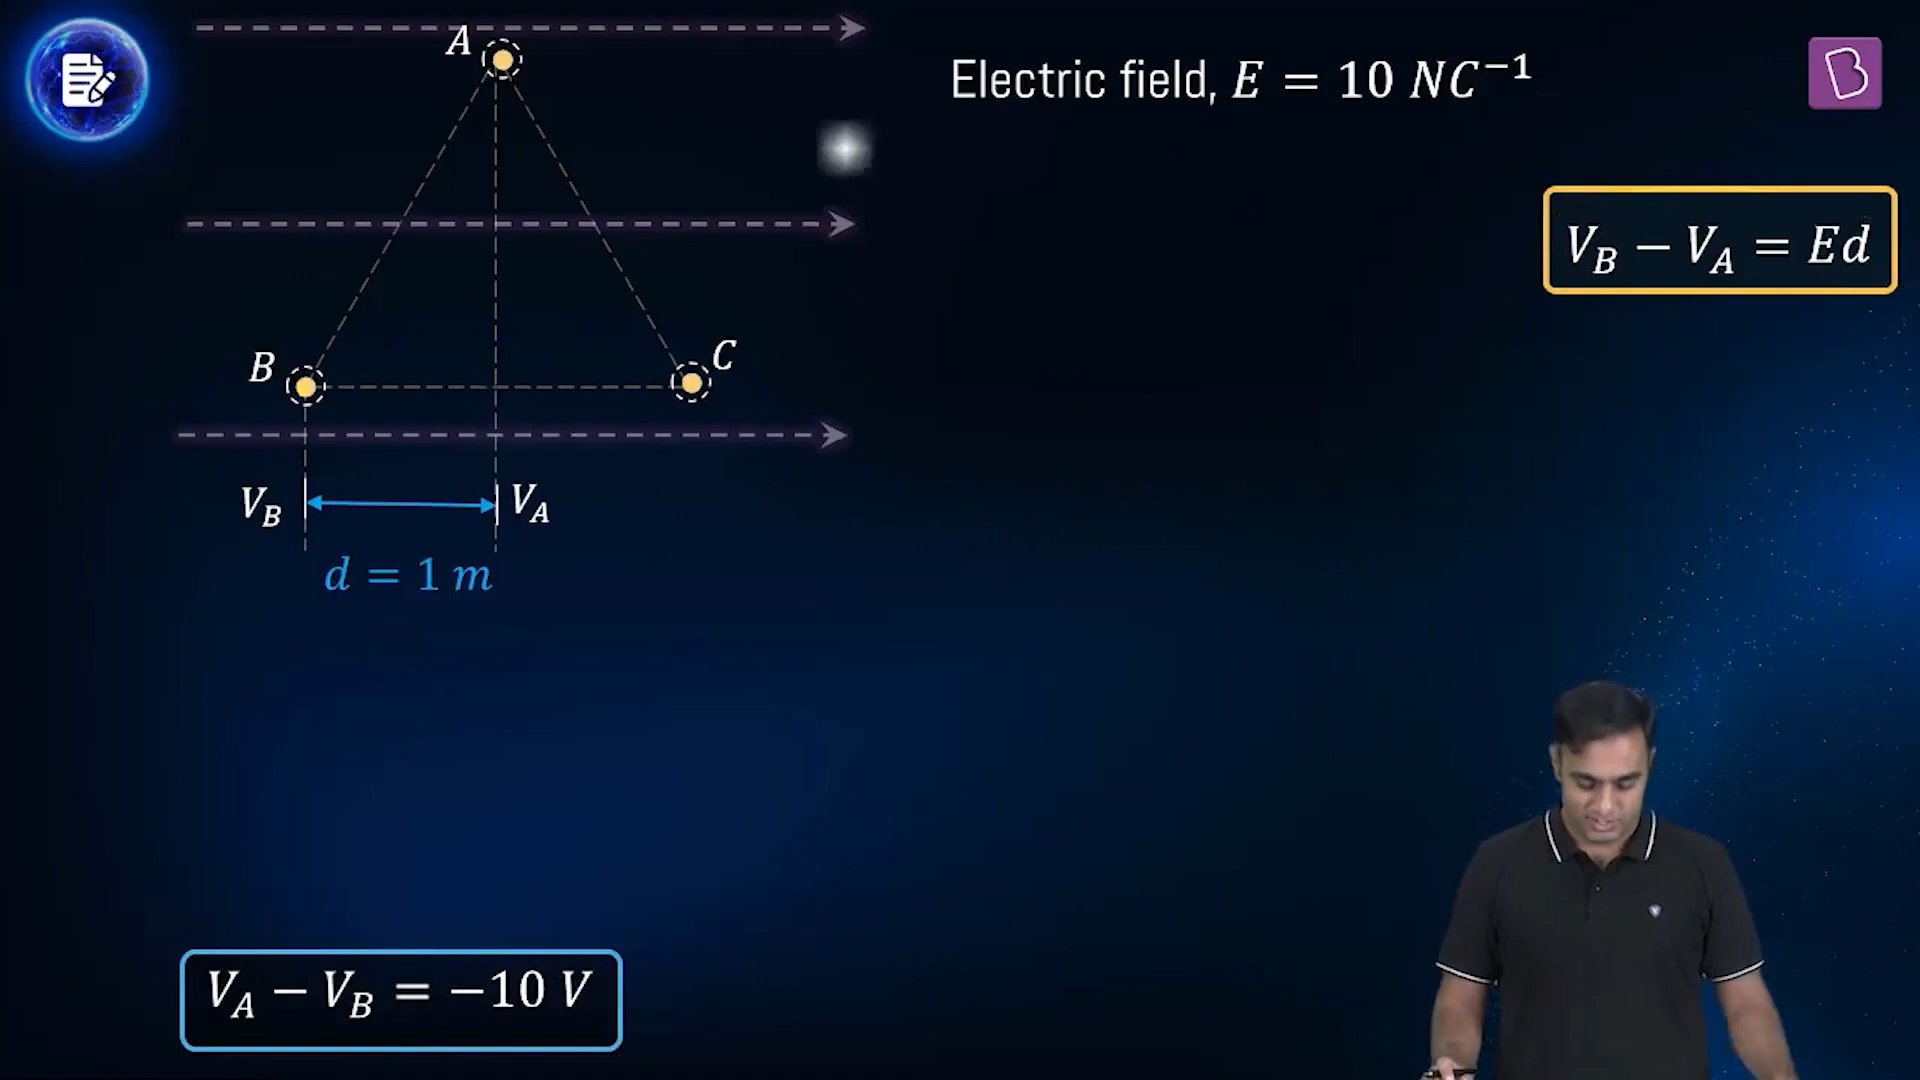 A
Electric field, E = 10 NC⁻¹
V_B − V_A = Ed
B
C
V_B
V_A
d = 1 m
V_A − V_B = −10 V